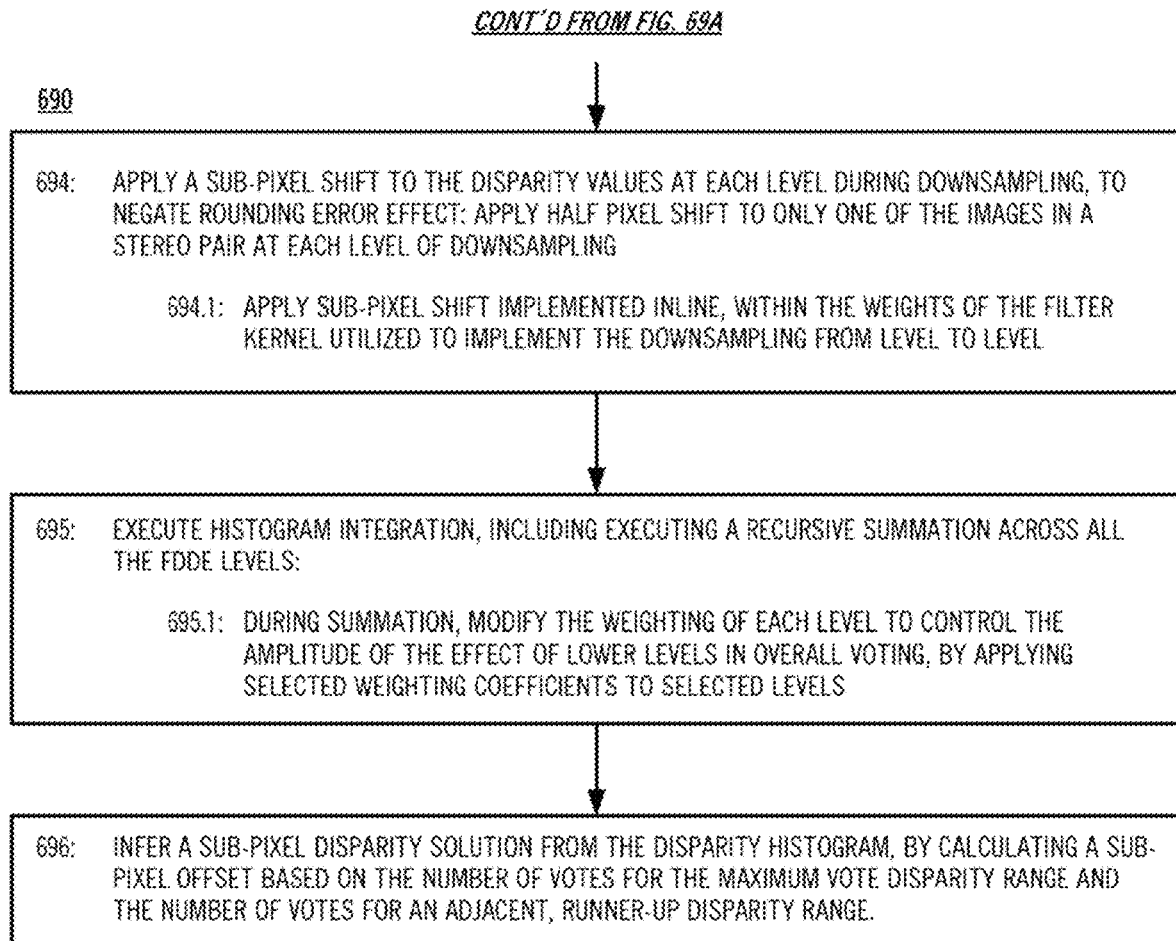 CONT'D FROM FIG. 69A
690
694: APPLY A SUB-PIXEL SHIFT TO THE DISPARITY VALUES AT EACH LEVEL DURING DOWNSAMPLING, TO
NEGATE ROUNDING ERROR EFFECT: APPLY HALF PIXEL SHIFT TO ONLY ONE OF THE IMAGES IN A
STEREO PAIR AT EACH LEVEL OF DOWNSAMPLING
694.1: APPLY SUB-PIXEL SHIFT IMPLEMENTED INLINE, WITHIN THE WEIGHTS OF THE FILTER
KERNEL UTILIZED TO IMPLEMENT THE DOWNSAMPLING FROM LEVEL TO LEVEL
695: EXECUTE HISTOGRAM INTEGRATION, INCLUDING EXECUTING A RECURSIVE SUMMATION ACROSS ALL
THE FDDE LEVELS:
695.1: DURING SUMMATION, MODIFY THE WEIGHTING OF EACH LEVEL TO CONTROL THE
AMPLITUDE OF THE EFFECT OF LOWER LEVELS IN OVERALL VOTING, BY APPLYING
SELECTED WEIGHTING COEFFICIENTS TO SELECTED LEVELS
696: INFER A SUB-PIXEL DISPARITY SOLUTION FROM THE DISPARITY HISTOGRAM, BY CALCULATING A SUB-
PIXEL OFFSET BASED ON THE NUMBER OF VOTES FOR THE MAXIMUM VOTE DISPARITY RANGE AND
THE NUMBER OF VOTES FOR AN ADJACENT, RUNNER-UP DISPARITY RANGE.